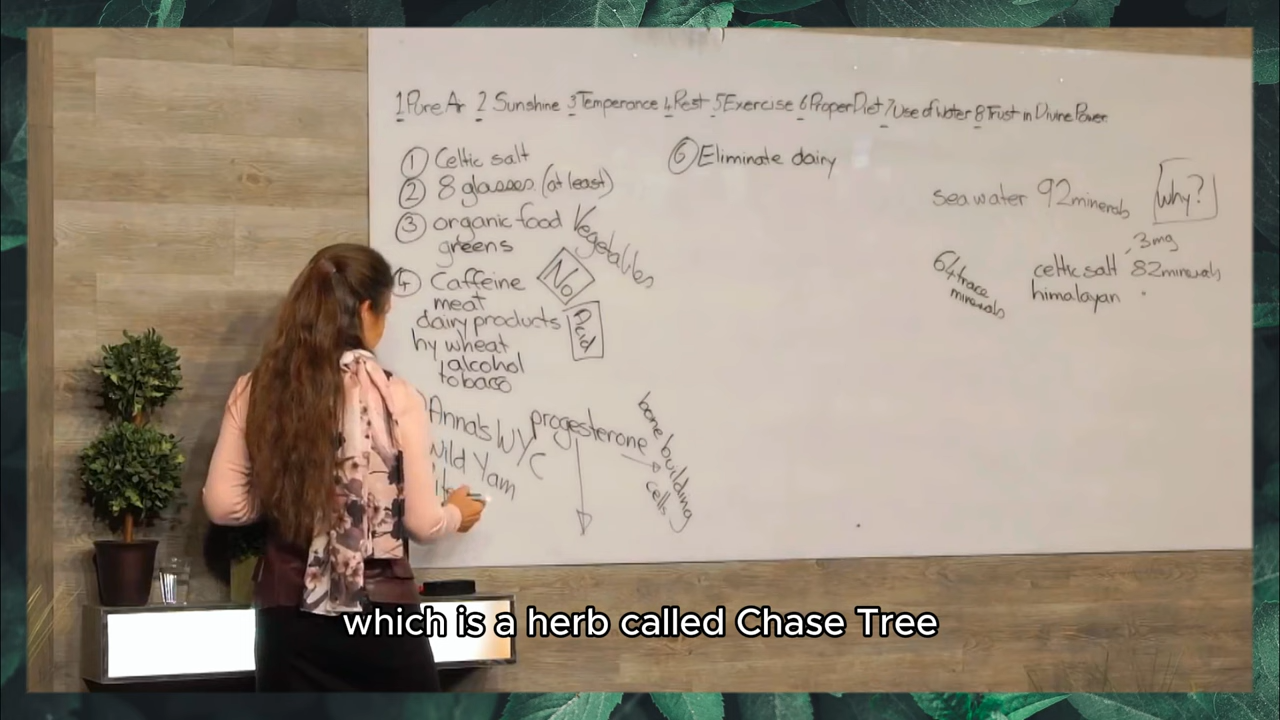 1 Pure Air 2 Sunshine 3 Temperance 4 Rest 5 Exercise 6 Proper Diet 7 Use of Water 8 Trust in Divine Power
1 Celtic salt
2 8 glasses (at least)
3 organic food Vegetables
greens
4 Caffeine No
meat
dairy products Acid
hy wheat
alcohol
tobacco
Anna's WYC
Wild Yam
progesterone
bone building
cells
6 Eliminate dairy
sea water 92 minerals Why?
3mg
celtic salt 82 minerals
himalayan
64 trace
minerals
which is a herb called Chase Tree